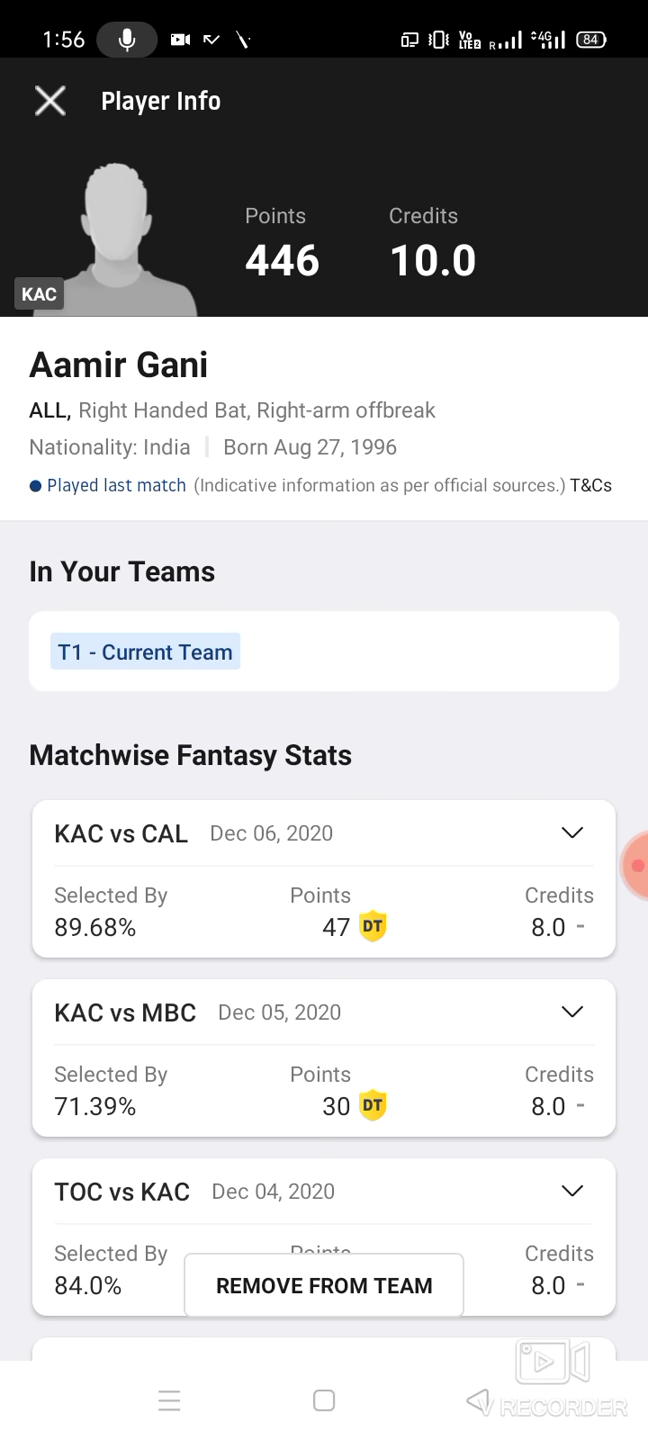 1:56 Vo LTE2 R 4G 84
Player Info
Points Credits
446 10.0
KAC
Aamir Gani
ALL, Right Handed Bat, Right-arm offbreak
Nationality: India | Born Aug 27, 1996
Played last match (Indicative information as per official sources.) T&Cs
In Your Teams
T1 - Current Team
Matchwise Fantasy Stats
KAC vs CAL Dec 06, 2020
Selected By Points Credits
89.68% 47 DT 8.0 -
KAC vs MBC Dec 05, 2020
Selected By Points Credits
71.39% 30 DT 8.0 -
TOC vs KAC Dec 04, 2020
Selected By Points Credits
84.0% REMOVE FROM TEAM 8.0 -
V RECORDER